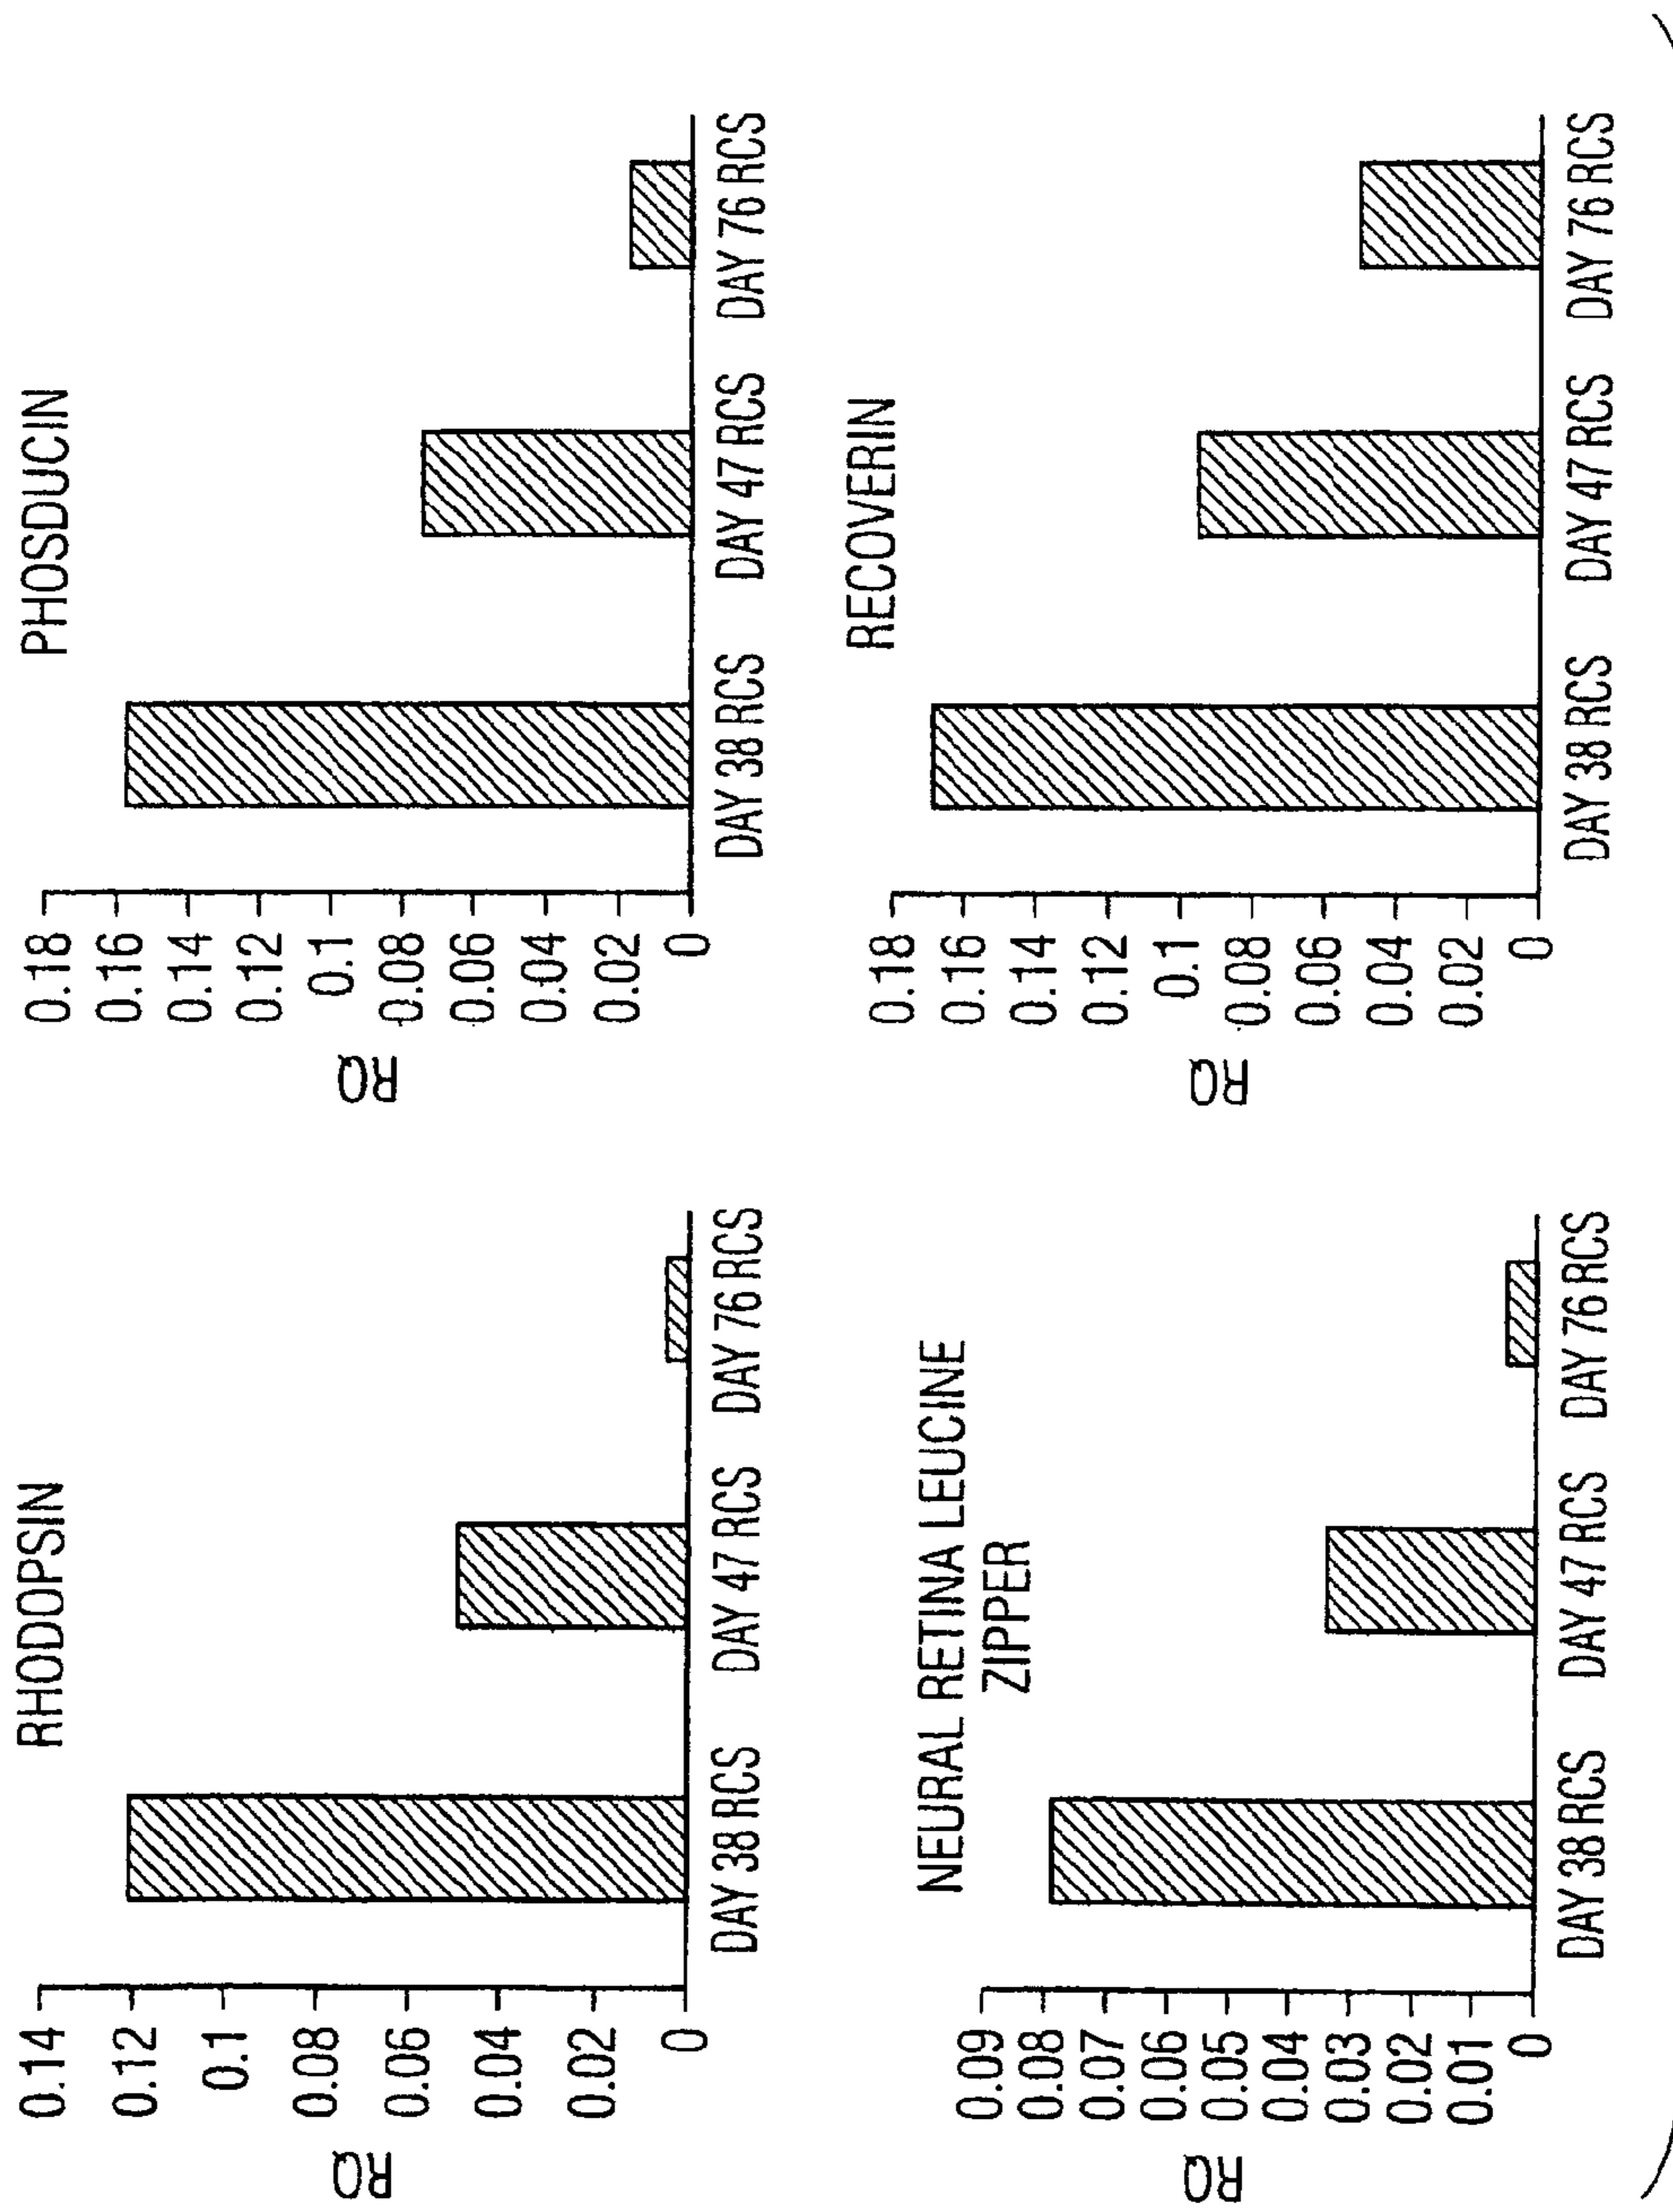 RHODOPSIN
RQ
0.14
0.12
0.1
0.08
0.06
0.04
0.02
0
DAY 38 RCS DAY 47 RCS DAY 76 RCS
PHOSDUCIN
RQ
0.18
0.16
0.14
0.12
0.1
0.08
0.06
0.04
0.02
0
DAY 38 RCS DAY 47 RCS DAY 76 RCS
NEURAL RETINA LEUCINE
ZIPPER
RQ
0.09
0.08
0.07
0.06
0.05
0.04
0.03
0.02
0.01
0
DAY 38 RCS DAY 47 RCS DAY 76 RCS
RECOVERIN
RQ
0.18
0.16
0.14
0.12
0.1
0.08
0.06
0.04
0.02
0
DAY 38 RCS DAY 47 RCS DAY 76 RCS